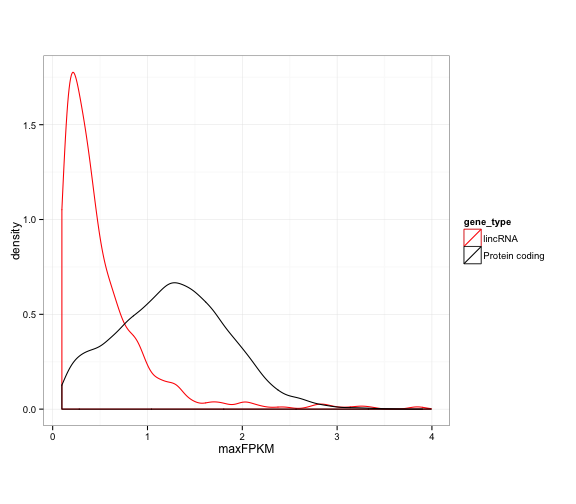 density
1.5
1.0
0.5
0.0
0 1 2 3 4
maxFPKM
gene_type
lincRNA
Protein coding